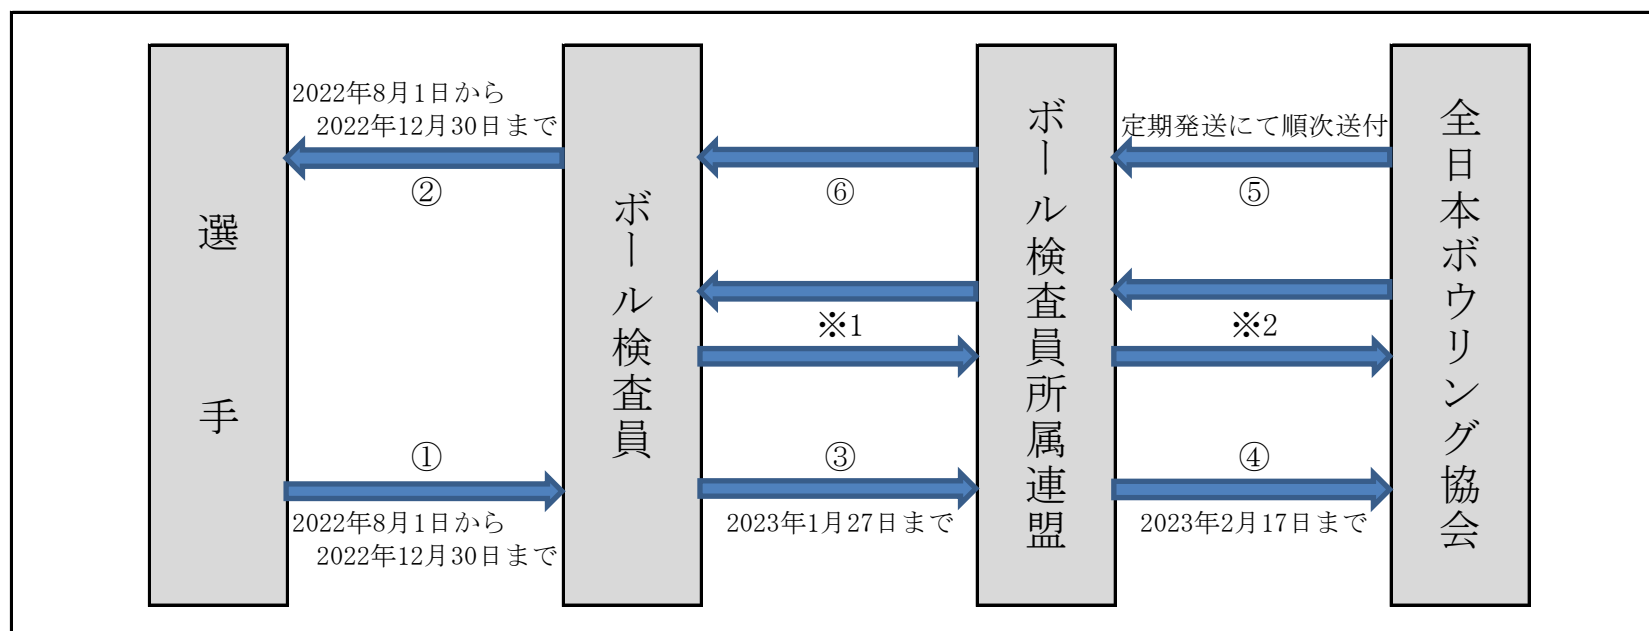 選手
2022年8月1日から
2022年12月30日まで
②
①
2022年8月1日から
2022年12月30日まで
ボール検査員
⑥
※1
③
2023年1月27日まで
ボール検査員所属連盟
定期発送にて順次送付
⑤
※2
④
2023年2月17日まで
全日本ボウリング協会